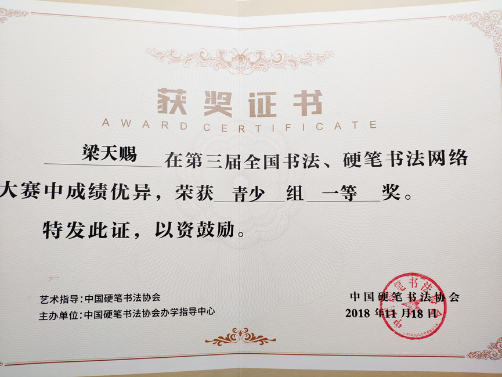 获奖证书
AWARD CERTIFICATE
梁天赐 在第三届全国书法、硬笔书法网络
大赛中成绩优异，荣获 青少 组 一等 奖。
特发此证，以资鼓励。
艺术指导：中国硬笔书法协会
主办单位：中国硬笔书法协会办学指导中心
中国硬笔书法协会
2018 年 11 月 18 日